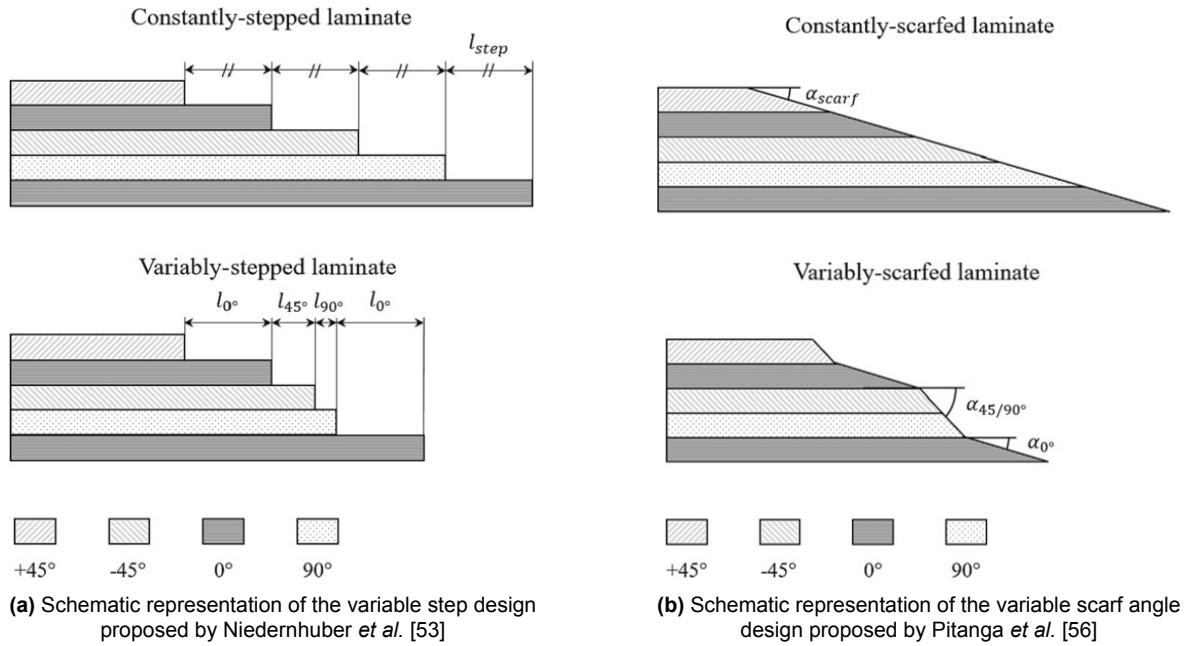 Constantly-stepped laminate
l_step
Variably-stepped laminate
l_0° l_45° l_90° l_0°
+45° -45° 0° 90°
(a) Schematic representation of the variable step design
proposed by Niedernhuber et al. [53]
Constantly-scarfed laminate
α_scarf
Variably-scarfed laminate
α_45/90°
α_0°
+45° -45° 0° 90°
(b) Schematic representation of the variable scarf angle
design proposed by Pitanga et al. [56]